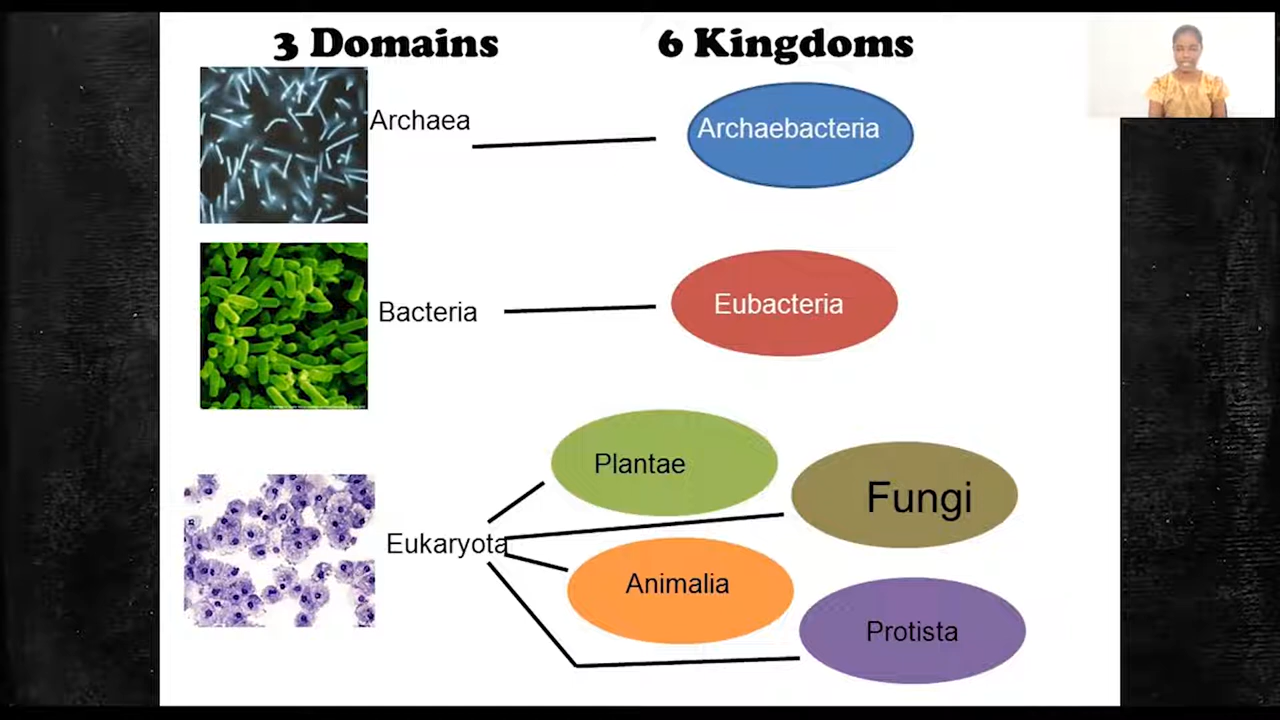 3 Domains
6 Kingdoms
Archaea
Archaebacteria
Bacteria
Eubacteria
Plantae
Fungi
Eukaryota
Animalia
Protista